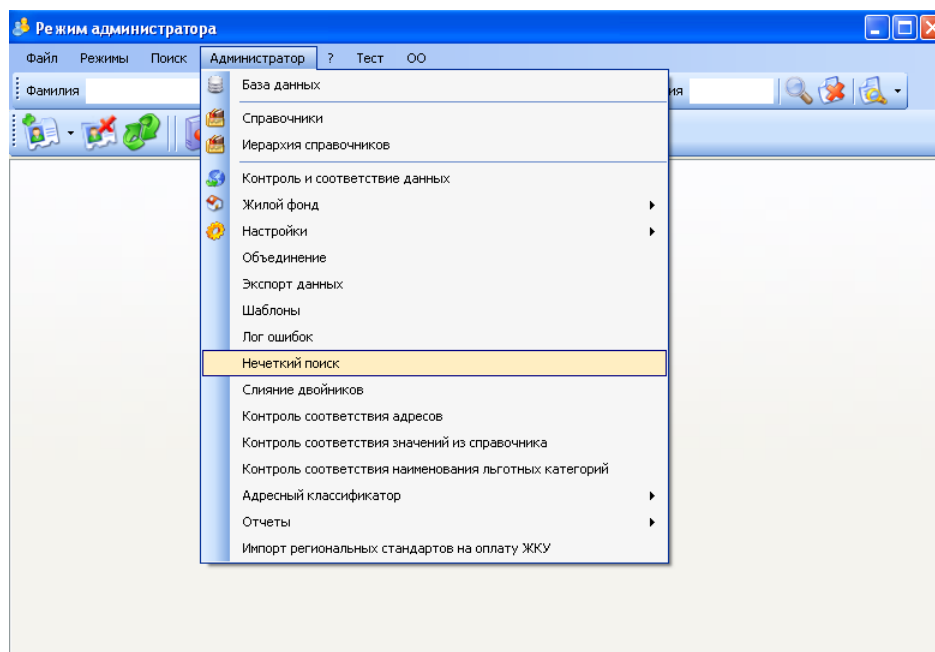 Режим администратора
Файл Режимы Поиск Администратор ? Тест ОО
Фамилия ия
База данных
Справочники
Иерархия справочников
Контроль и соответствие данных
Жилой фонд
Настройки
Объединение
Экспорт данных
Шаблоны
Лог ошибок
Нечеткий поиск
Слияние двойников
Контроль соответствия адресов
Контроль соответствия значений из справочника
Контроль соответствия наименования льготных категорий
Адресный классификатор
Отчеты
Импорт региональных стандартов на оплату ЖКУ